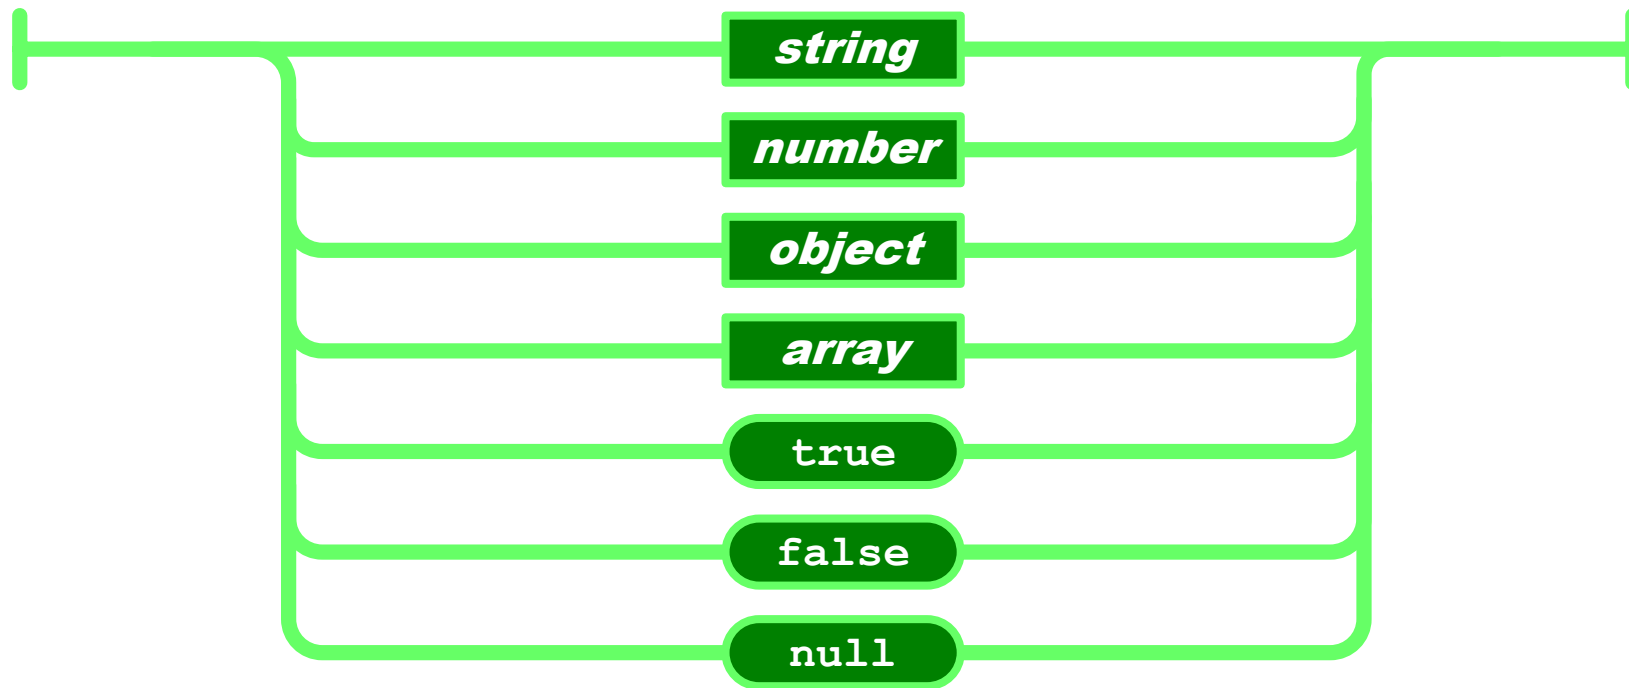 string
number
object
array
true
false
null